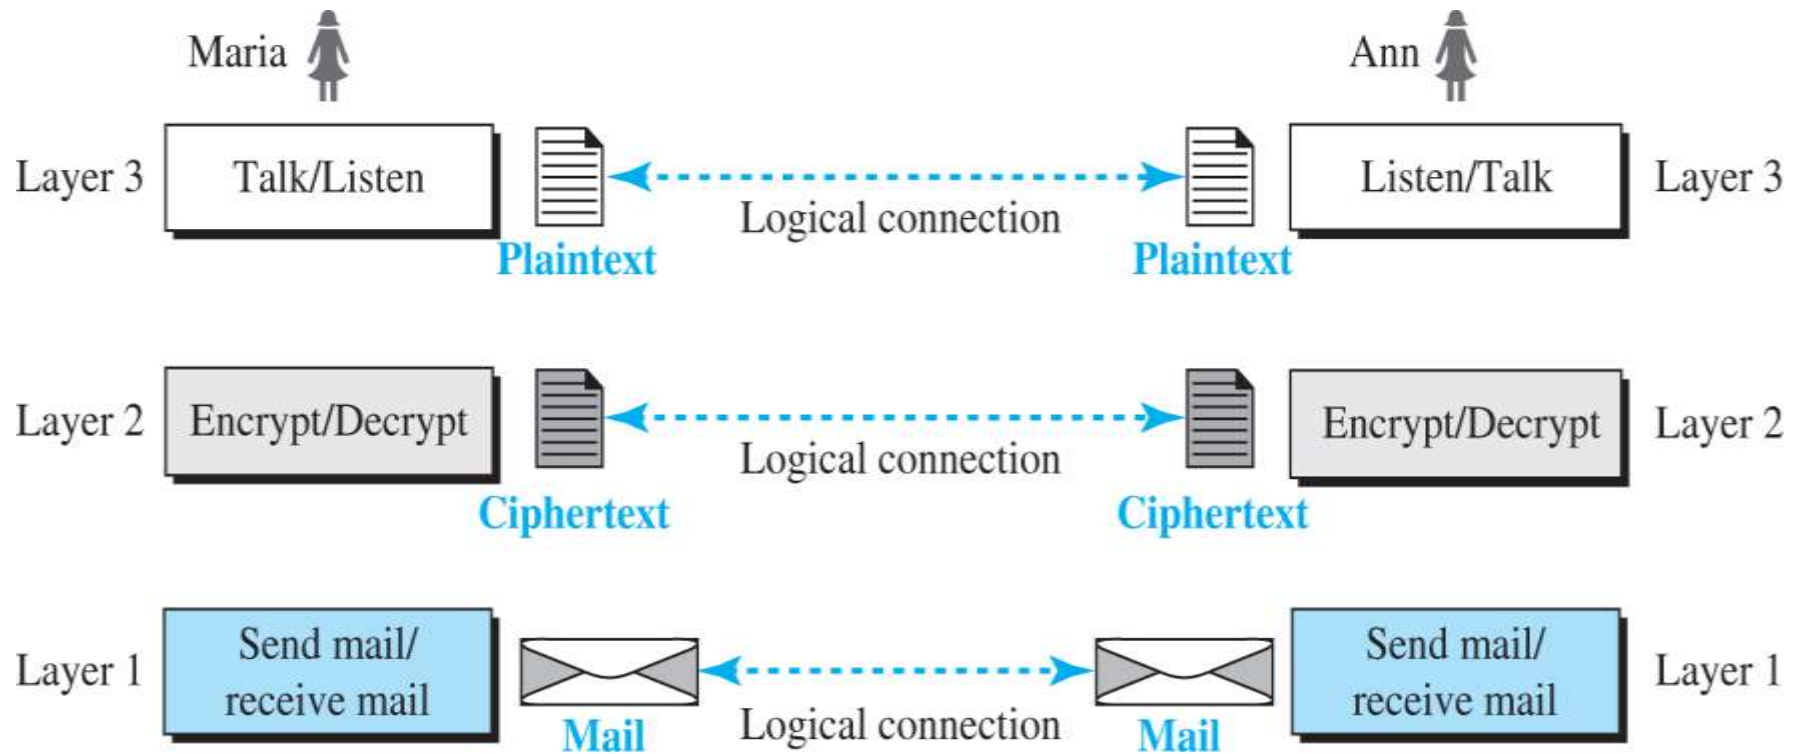 Maria
Ann
Layer 3
Talk/Listen
Listen/Talk
Layer 3
Logical connection
Plaintext
Plaintext
Layer 2
Encrypt/Decrypt
Encrypt/Decrypt
Layer 2
Logical connection
Ciphertext
Ciphertext
Layer 1
Send mail/
receive mail
Send mail/
receive mail
Layer 1
Logical connection
Mail
Mail